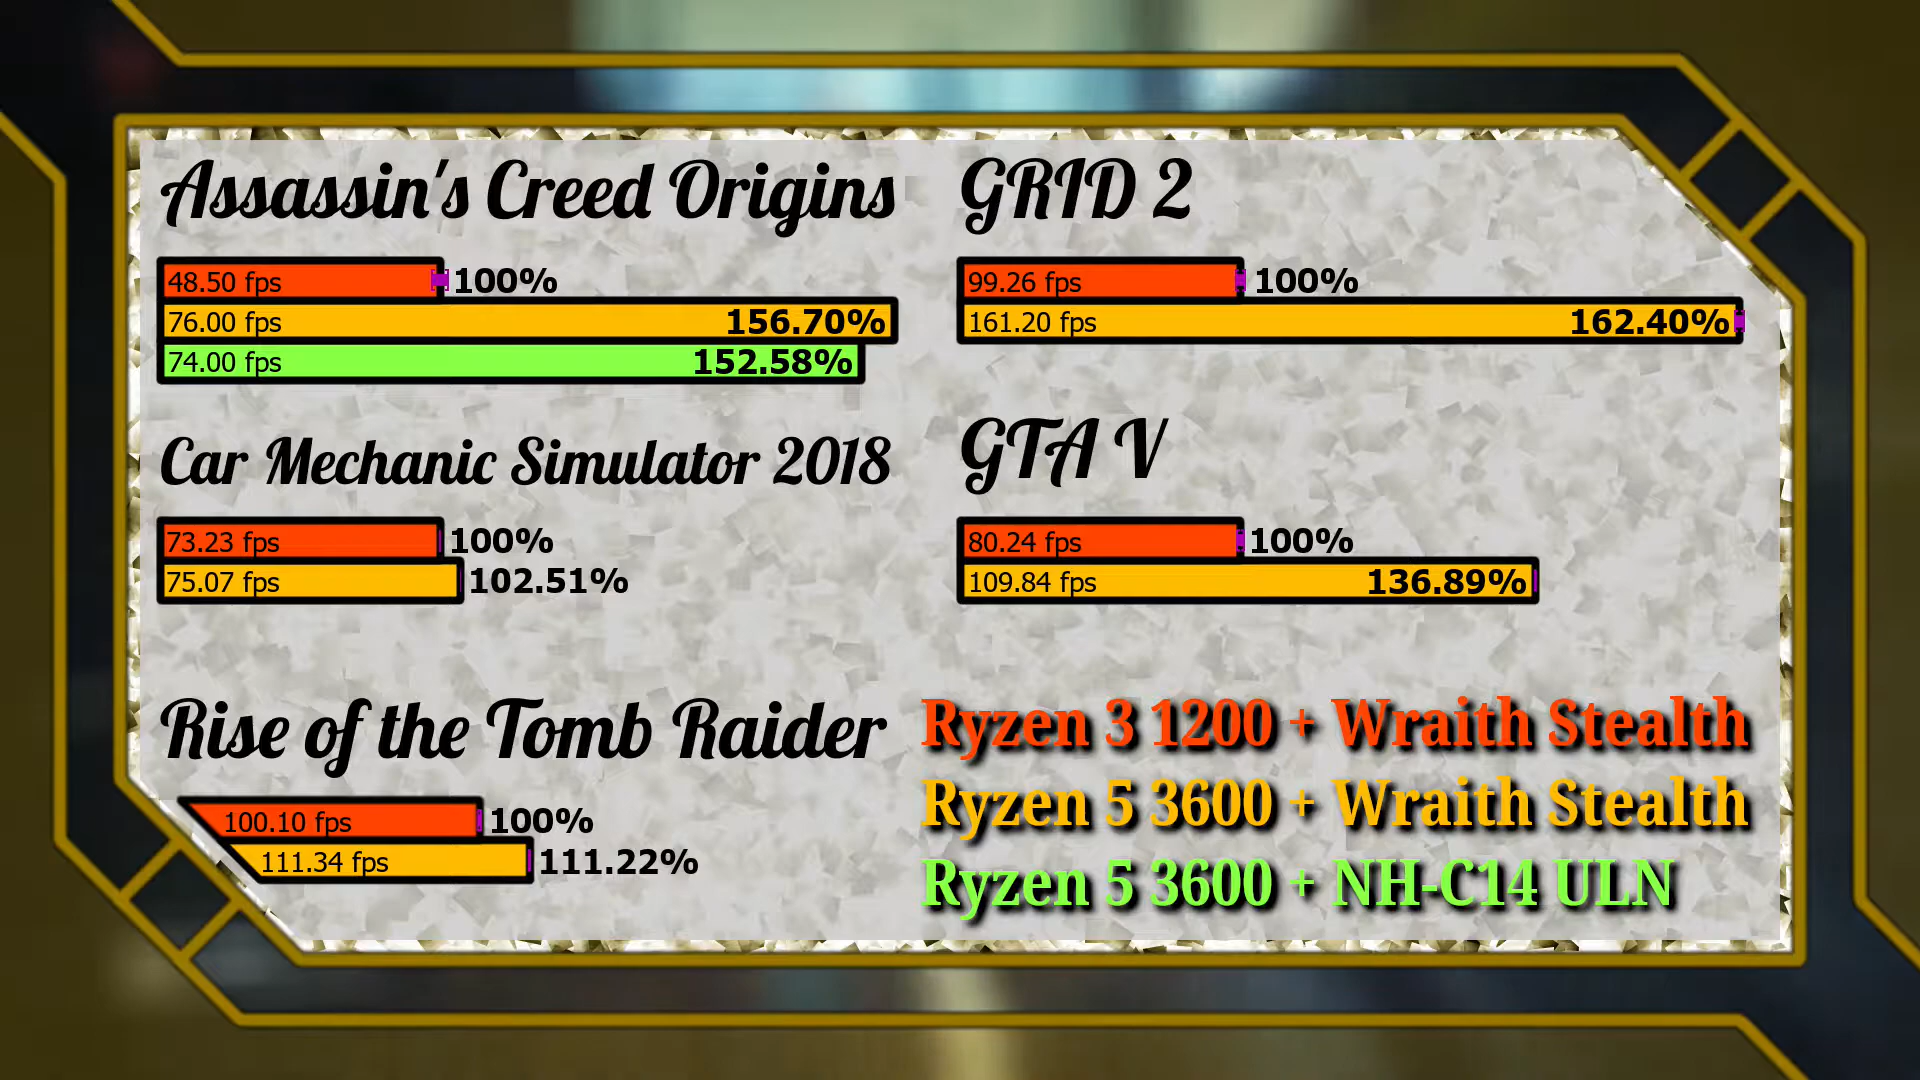 Assassin's Creed Origins
48.50 fps 100%
76.00 fps 156.70%
74.00 fps 152.58%
GRID 2
99.26 fps 100%
161.20 fps 162.40%
Car Mechanic Simulator 2018
73.23 fps 100%
75.07 fps 102.51%
GTA V
80.24 fps 100%
109.84 fps 136.89%
Rise of the Tomb Raider
100.10 fps 100%
111.34 fps 111.22%
Ryzen 3 1200 + Wraith Stealth
Ryzen 5 3600 + Wraith Stealth
Ryzen 5 3600 + NH-C14 ULN